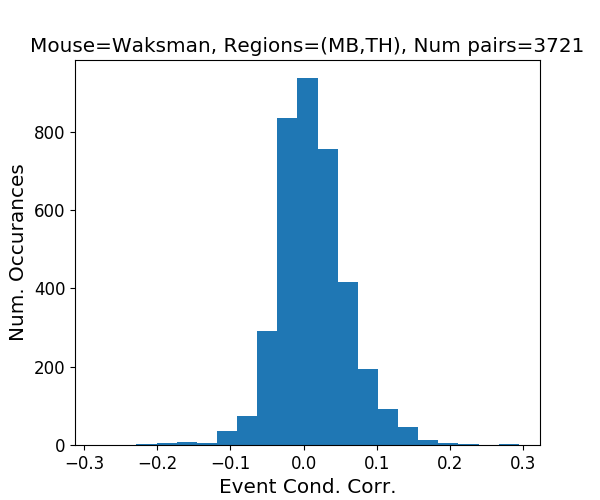 Mouse=Waksman, Regions=(MB,TH), Num pairs=3721
Num. Occurances
800
600
400
200
0
−0.3 −0.2 −0.1 0.0 0.1 0.2 0.3
Event Cond. Corr.